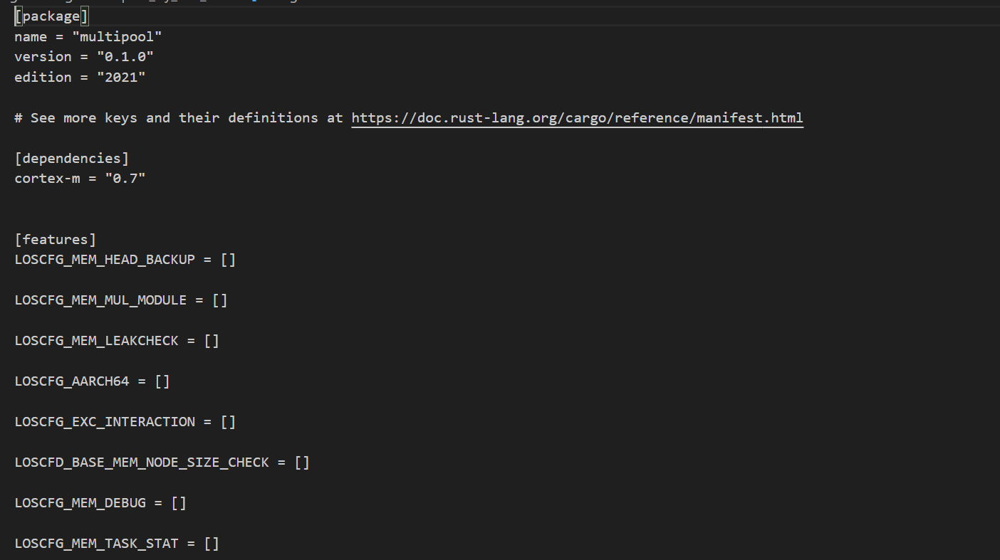 [package]
name = "multipool"
version = "0.1.0"
edition = "2021"
# See more keys and their definitions at https://doc.rust-lang.org/cargo/reference/manifest.html
[dependencies]
cortex-m = "0.7"
[features]
LOSCFG_MEM_HEAD_BACKUP = []
LOSCFG_MEM_MUL_MODULE = []
LOSCFG_MEM_LEAKCHECK = []
LOSCFG_AARCH64 = []
LOSCFG_EXC_INTERACTION = []
LOSCFD_BASE_MEM_NODE_SIZE_CHECK = []
LOSCFG_MEM_DEBUG = []
LOSCFG_MEM_TASK_STAT = []